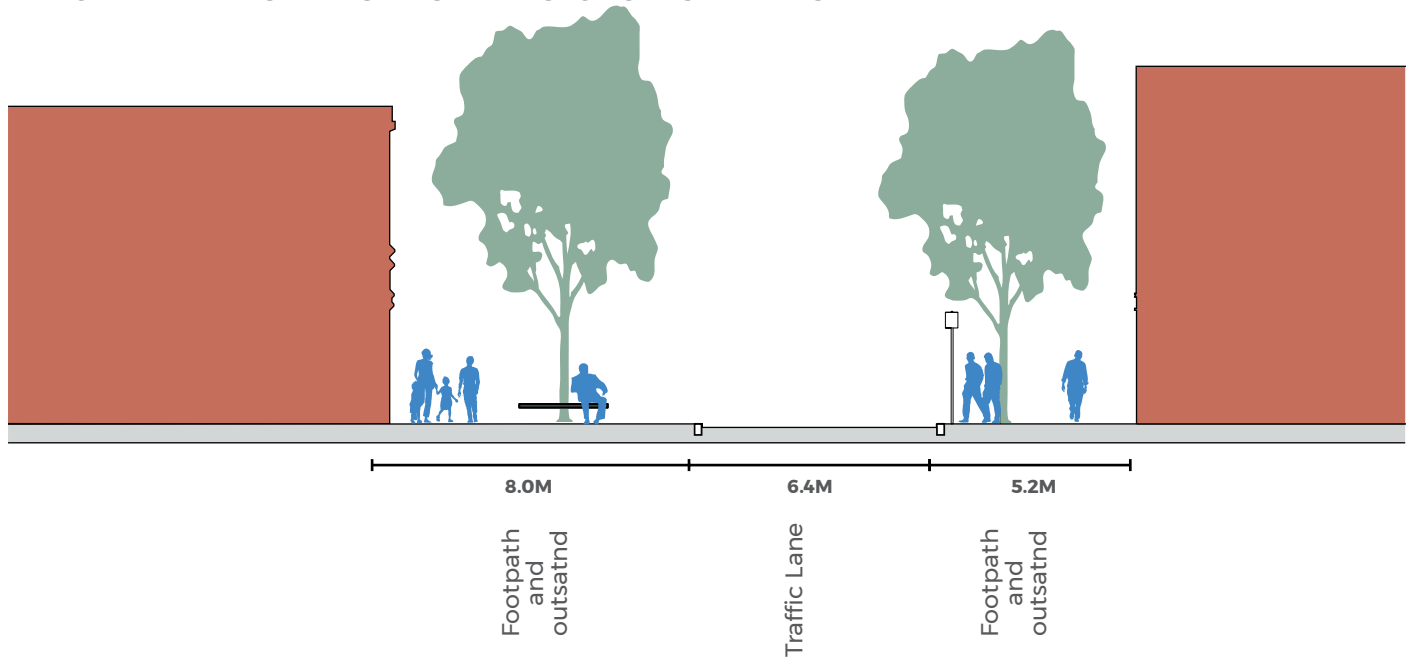 8.0M
6.4M
5.2M
Footpath
and
outsatnd
Traffic Lane
Footpath
and
outsatnd